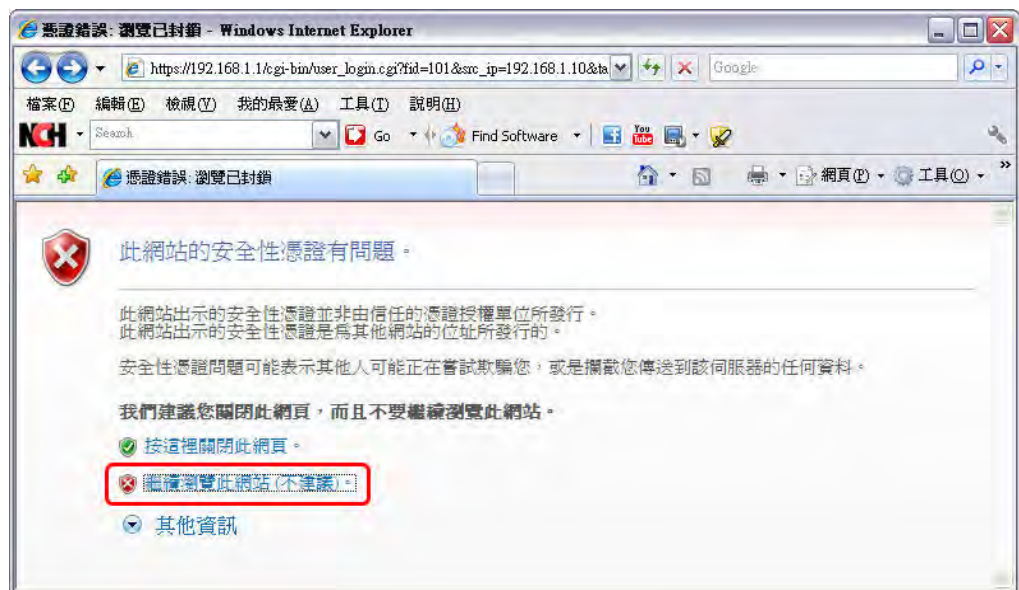 憑證錯誤: 瀏覽已封鎖 - Windows Internet Explorer
https://192.168.1.1/cgi-bin/user_login.cgi?fid=101&src_ip=192.168.1.10&ta
Google
檔案(F) 編輯(E) 檢視(V) 我的最愛(A) 工具(T) 說明(H)
NCH Search Go Find Software You Tube
憑證錯誤: 瀏覽已封鎖 網頁(P) 工具(O) »
此網站的安全性憑證有問題。
此網站出示的安全性憑證並非由信任的憑證授權單位所發行。
此網站出示的安全性憑證是為其他網站的位址所發行的。
安全性憑證問題可能表示其他人可能正在嘗試欺騙您，或是攔截您傳送到該伺服器的任何資料。
我們建議您關閉此網頁，而且不要繼續瀏覽此網站。
按這裡關閉此網頁。
繼續瀏覽此網站 (不建議)。
其他資訊